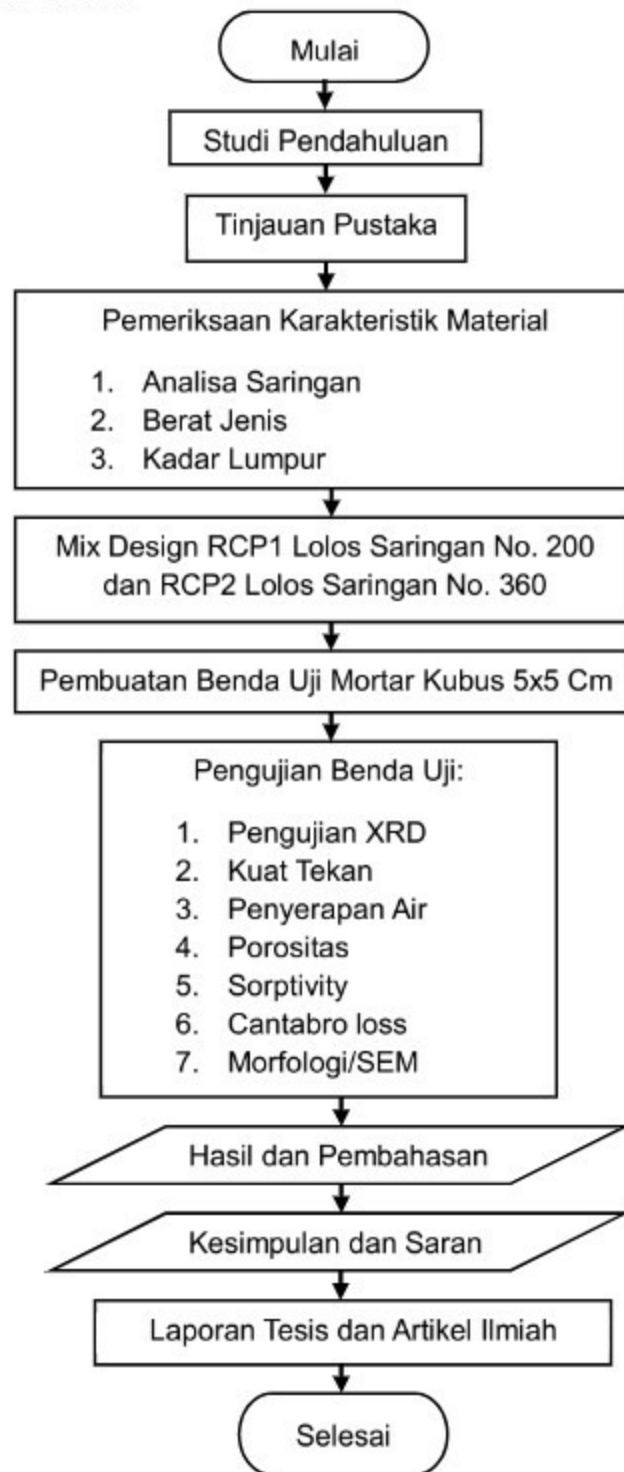 Mulai
Studi Pendahuluan
Tinjauan Pustaka
Pemeriksaan Karakteristik Material
1. Analisa Saringan
2. Berat Jenis
3. Kadar Lumpur
Mix Design RCP1 Lolos Saringan No. 200
dan RCP2 Lolos Saringan No. 360
Pembuatan Benda Uji Mortar Kubus 5x5 Cm
Pengujian Benda Uji:
1. Pengujian XRD
2. Kuat Tekan
3. Penyerapan Air
4. Porositas
5. Sorptivity
6. Cantabro loss
7. Morfologi/SEM
Hasil dan Pembahasan
Kesimpulan dan Saran
Laporan Tesis dan Artikel Ilmiah
Selesai